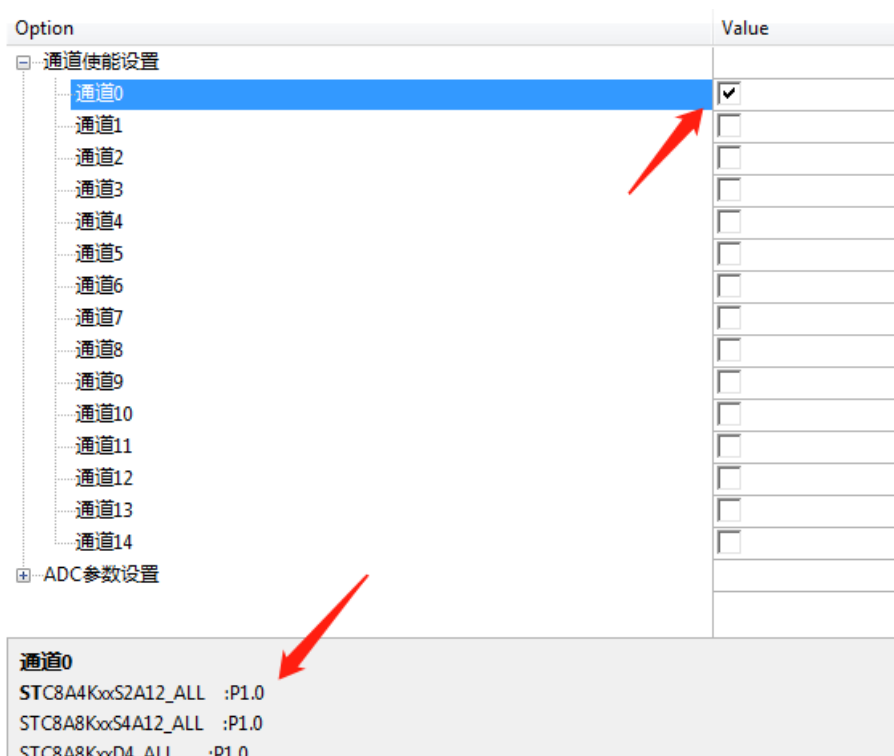 Option Value
通道使能设置
通道0
通道1
通道2
通道3
通道4
通道5
通道6
通道7
通道8
通道9
通道10
通道11
通道12
通道13
通道14
ADC参数设置
通道0
STC8A4KxxS2A12_ALL :P1.0
STC8A8KxxS4A12_ALL :P1.0
STC8A8KxxD4_ALL :P1.0